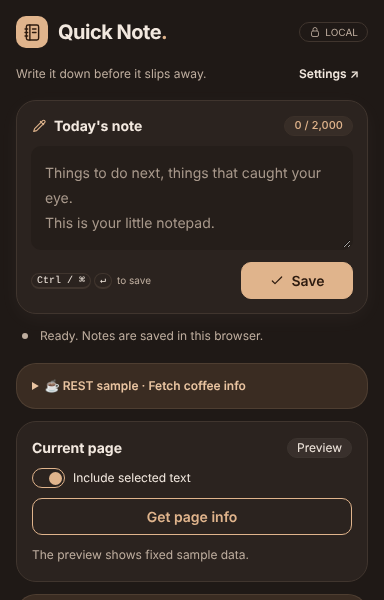 Quick Note.
LOCAL
Write it down before it slips away.
Settings ↗
Today's note
0 / 2,000
Things to do next, things that caught your
eye.
This is your little notepad.
Ctrl / ⌘ ↵ to save
✓ Save
Ready. Notes are saved in this browser.
▶ ☕ REST sample · Fetch coffee info
Current page
Preview
Include selected text
Get page info
The preview shows fixed sample data.